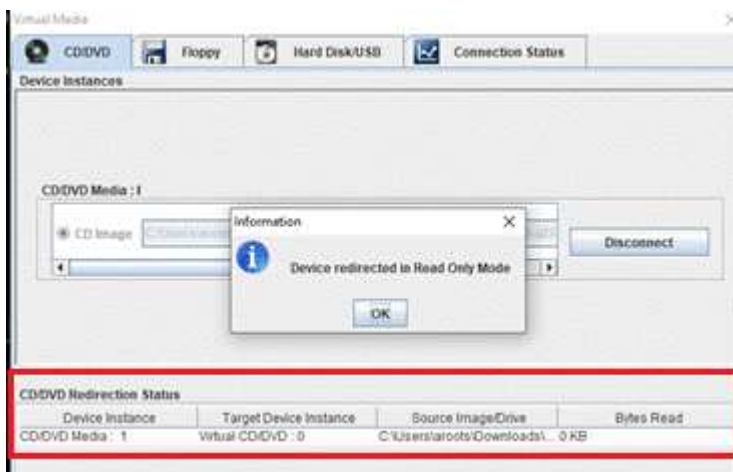 Virtual Media
CD/DVD Floppy Hard Disk/USB Connection Status
Device Instances
CD/DVD Media : I
CD Image
Disconnect
Information
Device redirected in Read Only Mode
OK
CD/DVD Redirection Status
Device Instance Target Device Instance Source Image/Drive Bytes Read
CD/DVD Media : 1 Virtual CD/DVD : 0 C:\Users\aroots\Downloads\... 0 KB